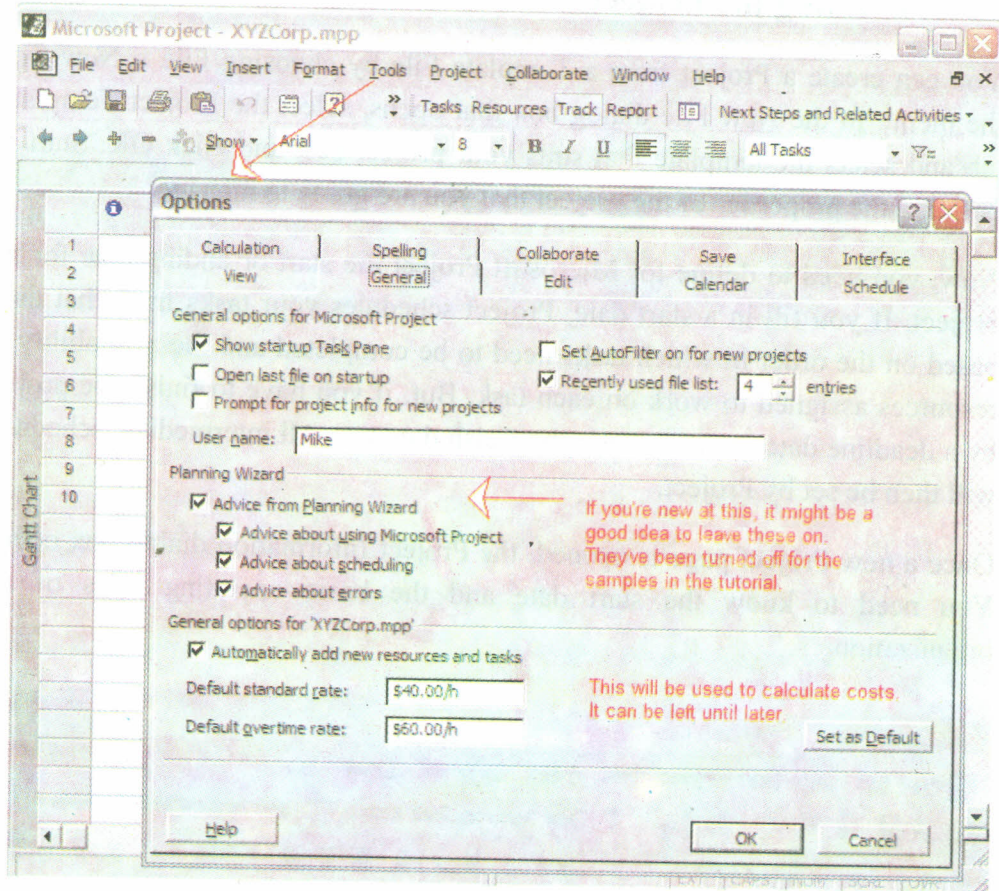 Microsoft Project - XYZCorp.mpp
File Edit View Insert Format Tools Project Collaborate Window Help
Tasks Resources Track Report Next Steps and Related Activities
Show Arial 8 B I U All Tasks
Options
Calculation Spelling Collaborate Save Interface
View General Edit Calendar Schedule
General options for Microsoft Project
Show startup Task Pane
Set AutoFilter on for new projects
Open last file on startup
Recently used file list: 4 entries
Prompt for project info for new projects
User name: Mike
Planning Wizard
Advice from Planning Wizard
Advice about using Microsoft Project
Advice about scheduling
Advice about errors
If you're new at this, it might be a
good idea to leave these on.
They've been turned off for the
samples in the tutorial.
General options for 'XYZCorp.mpp'
Automatically add new resources and tasks
Default standard rate: $40.00/h
Default overtime rate: $60.00/h
This will be used to calculate costs.
It can be left until later.
Set as Default
Help OK Cancel
1
2
3
4
5
6
7
8
9
10
Gantt Chart